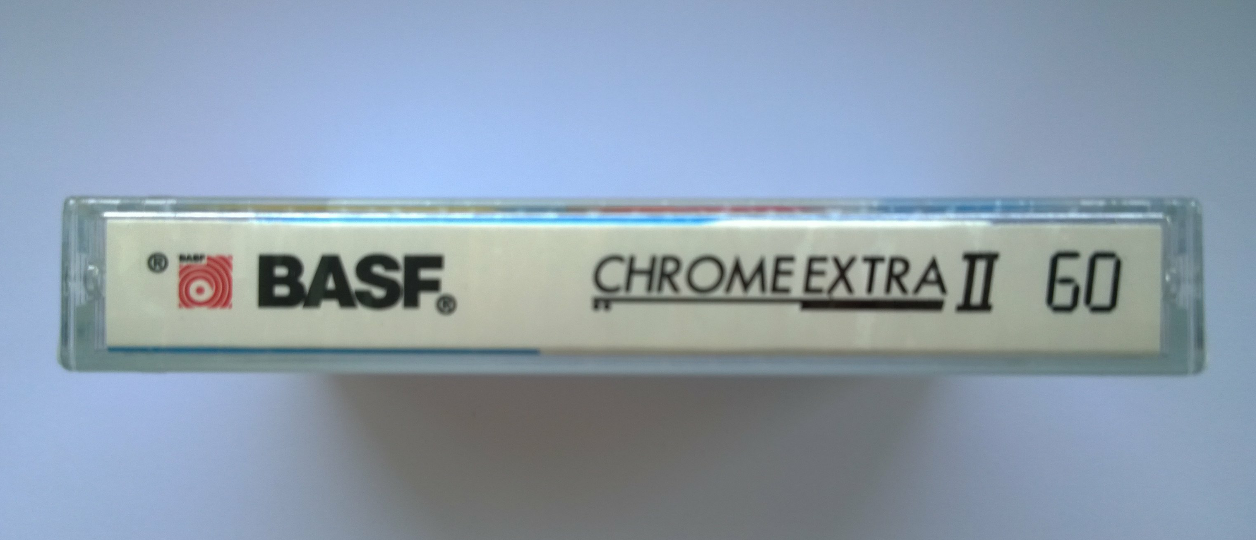 ® BASF BASF® CHROME EXTRA II 60